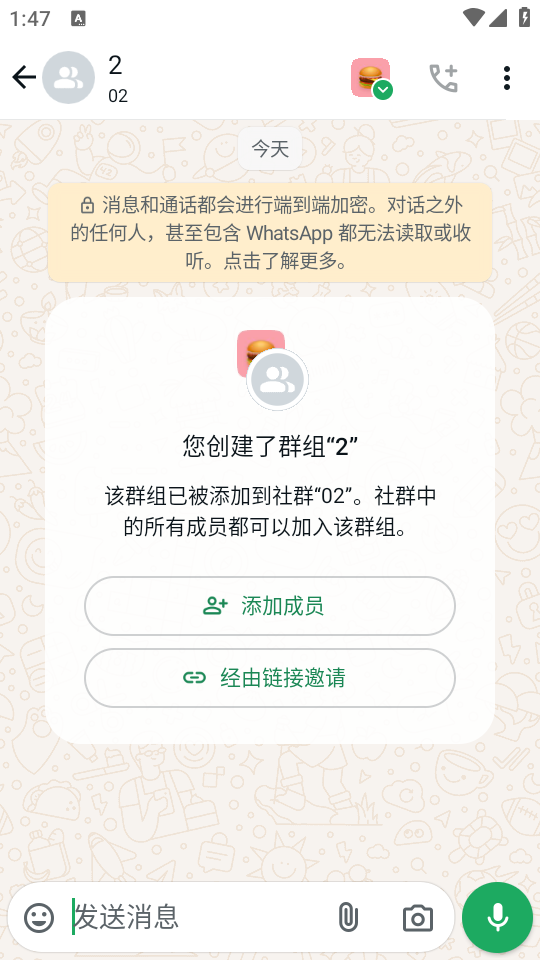 1:47
A
2
02
今天
消息和通话都会进行端到端加密。对话之外
的任何人，甚至包含 WhatsApp 都无法读取或收
听。点击了解更多。
您创建了群组“2”
该群组已被添加到社群“02”。社群中
的所有成员都可以加入该群组。
添加成员
经由链接邀请
发送消息